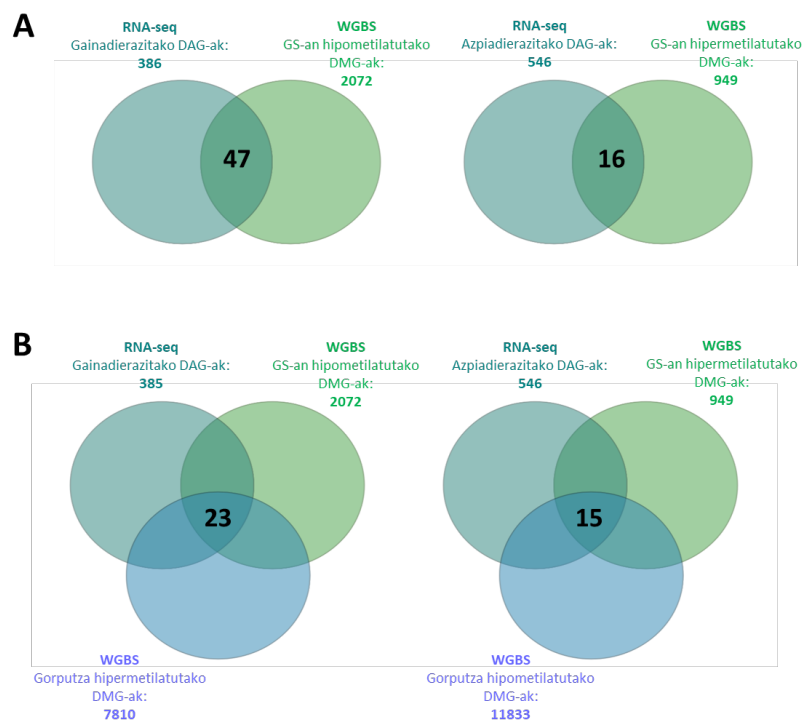 A
RNA-seq
Gainadierazitako DAG-ak:
386
WGBS
GS-an hipometilatutako
DMG-ak:
2072
47
RNA-seq
Azpiadierazitako DAG-ak:
546
WGBS
GS-an hipermetilatutako
DMG-ak:
949
16
B
RNA-seq
Gainadierazitako DAG-ak:
385
WGBS
GS-an hipometilatutako
DMG-ak:
2072
23
WGBS
Gorputza hipermetilatutako
DMG-ak:
7810
RNA-seq
Azpiadierazitako DAG-ak:
546
WGBS
GS-an hipermetilatutako
DMG-ak:
949
15
WGBS
Gorputza hipometilatutako
DMG-ak:
11833